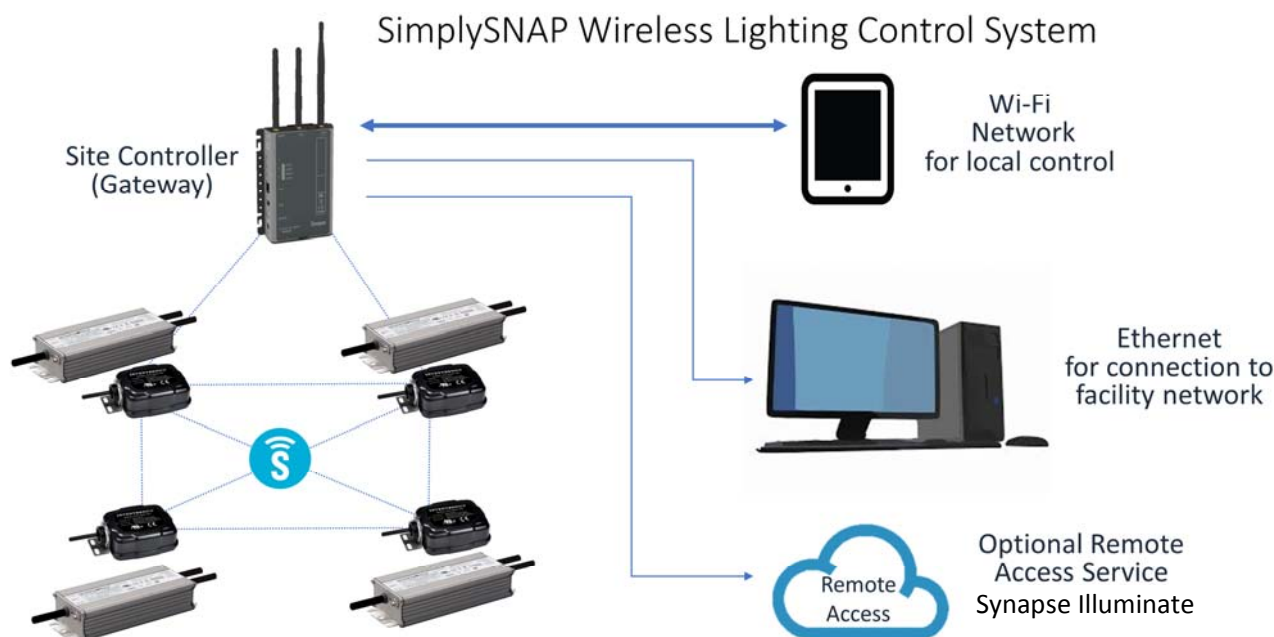 SimplySNAP Wireless Lighting Control System
Site Controller
(Gateway)
Wi-Fi
Network
for local control
Ethernet
for connection to
facility network
S
Remote
Access
Optional Remote
Access Service
Synapse Illuminate